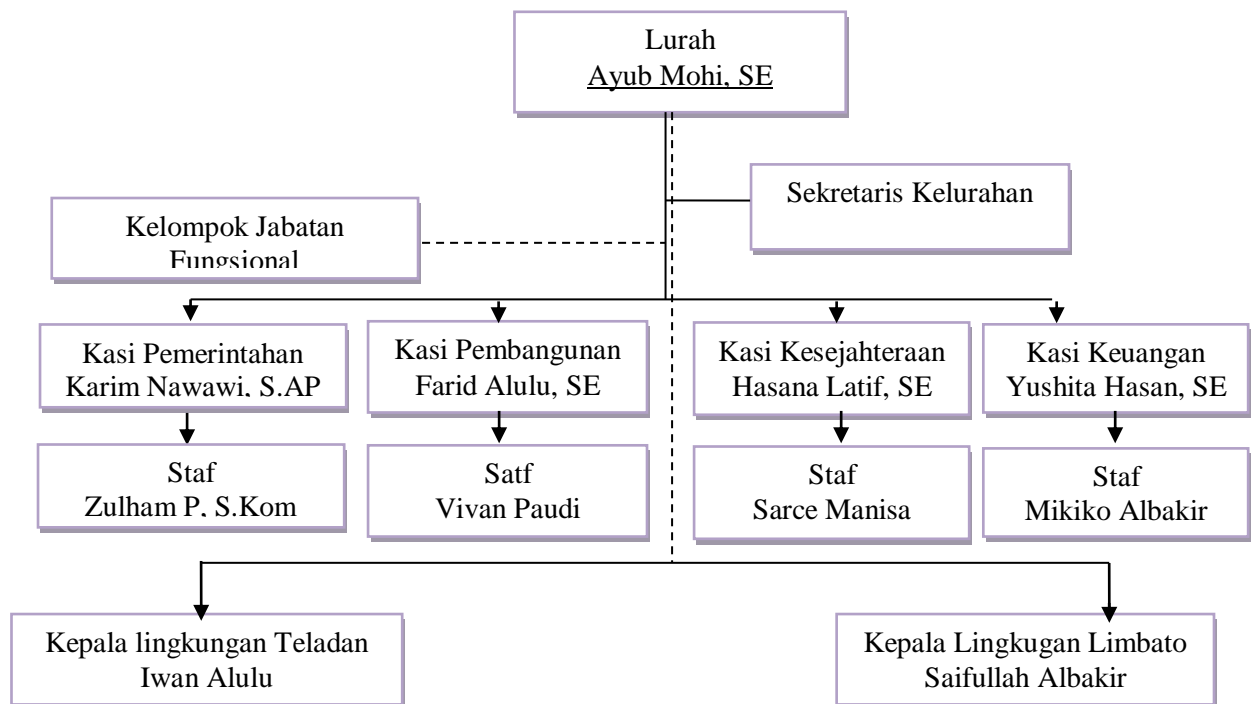 Lurah
Ayub Mohi, SE
Sekretaris Kelurahan
Kelompok Jabatan
Fungsional
Kasi Pemerintahan
Karim Nawawi, S.AP
Kasi Pembangunan
Farid Alulu, SE
Kasi Kesejahteraan
Hasana Latif, SE
Kasi Keuangan
Yushita Hasan, SE
Staf
Zulham P, S.Kom
Satf
Vivan Paudi
Staf
Sarce Manisa
Staf
Mikiko Albakir
Kepala lingkungan Teladan
Iwan Alulu
Kepala Lingkugan Limbato
Saifullah Albakir